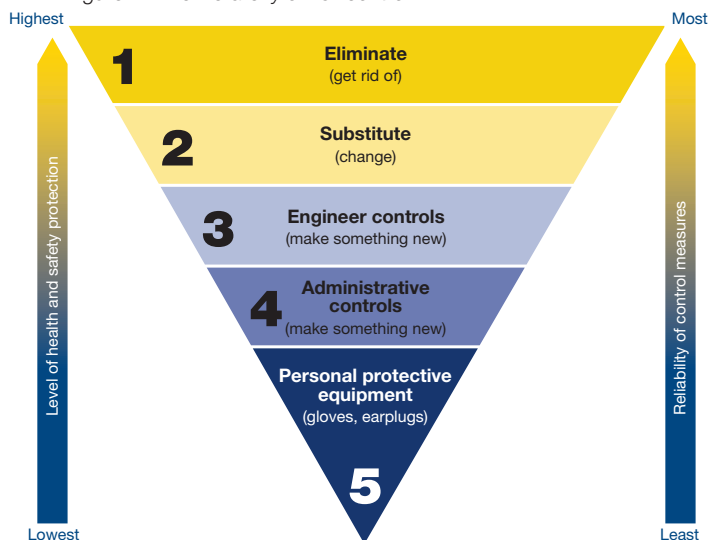 Highest
Most
1
Eliminate
(get rid of)
2
Substitute
(change)
3
Engineer controls
(make something new)
4
Administrative
controls
(make something new)
Personal protective
equipment
(gloves, earplugs)
5
Level of health and safety protection
Reliability of control measures
Lowest
Least